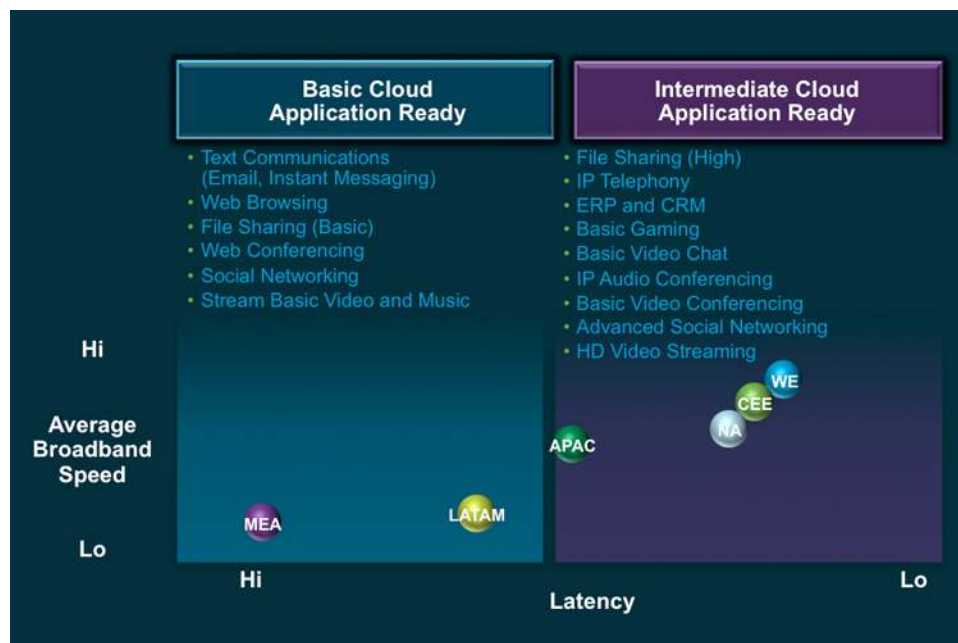 Basic Cloud
Application Ready
• Text Communications
(Email, Instant Messaging)
• Web Browsing
• File Sharing (Basic)
• Web Conferencing
• Social Networking
• Stream Basic Video and Music
Intermediate Cloud
Application Ready
• File Sharing (High)
• IP Telephony
• ERP and CRM
• Basic Gaming
• Basic Video Chat
• IP Audio Conferencing
• Basic Video Conferencing
• Advanced Social Networking
• HD Video Streaming
Hi
Average
Broadband
Speed
Lo
WE
CEE
NA
APAC
LATAM
MEA
Hi
Lo
Latency